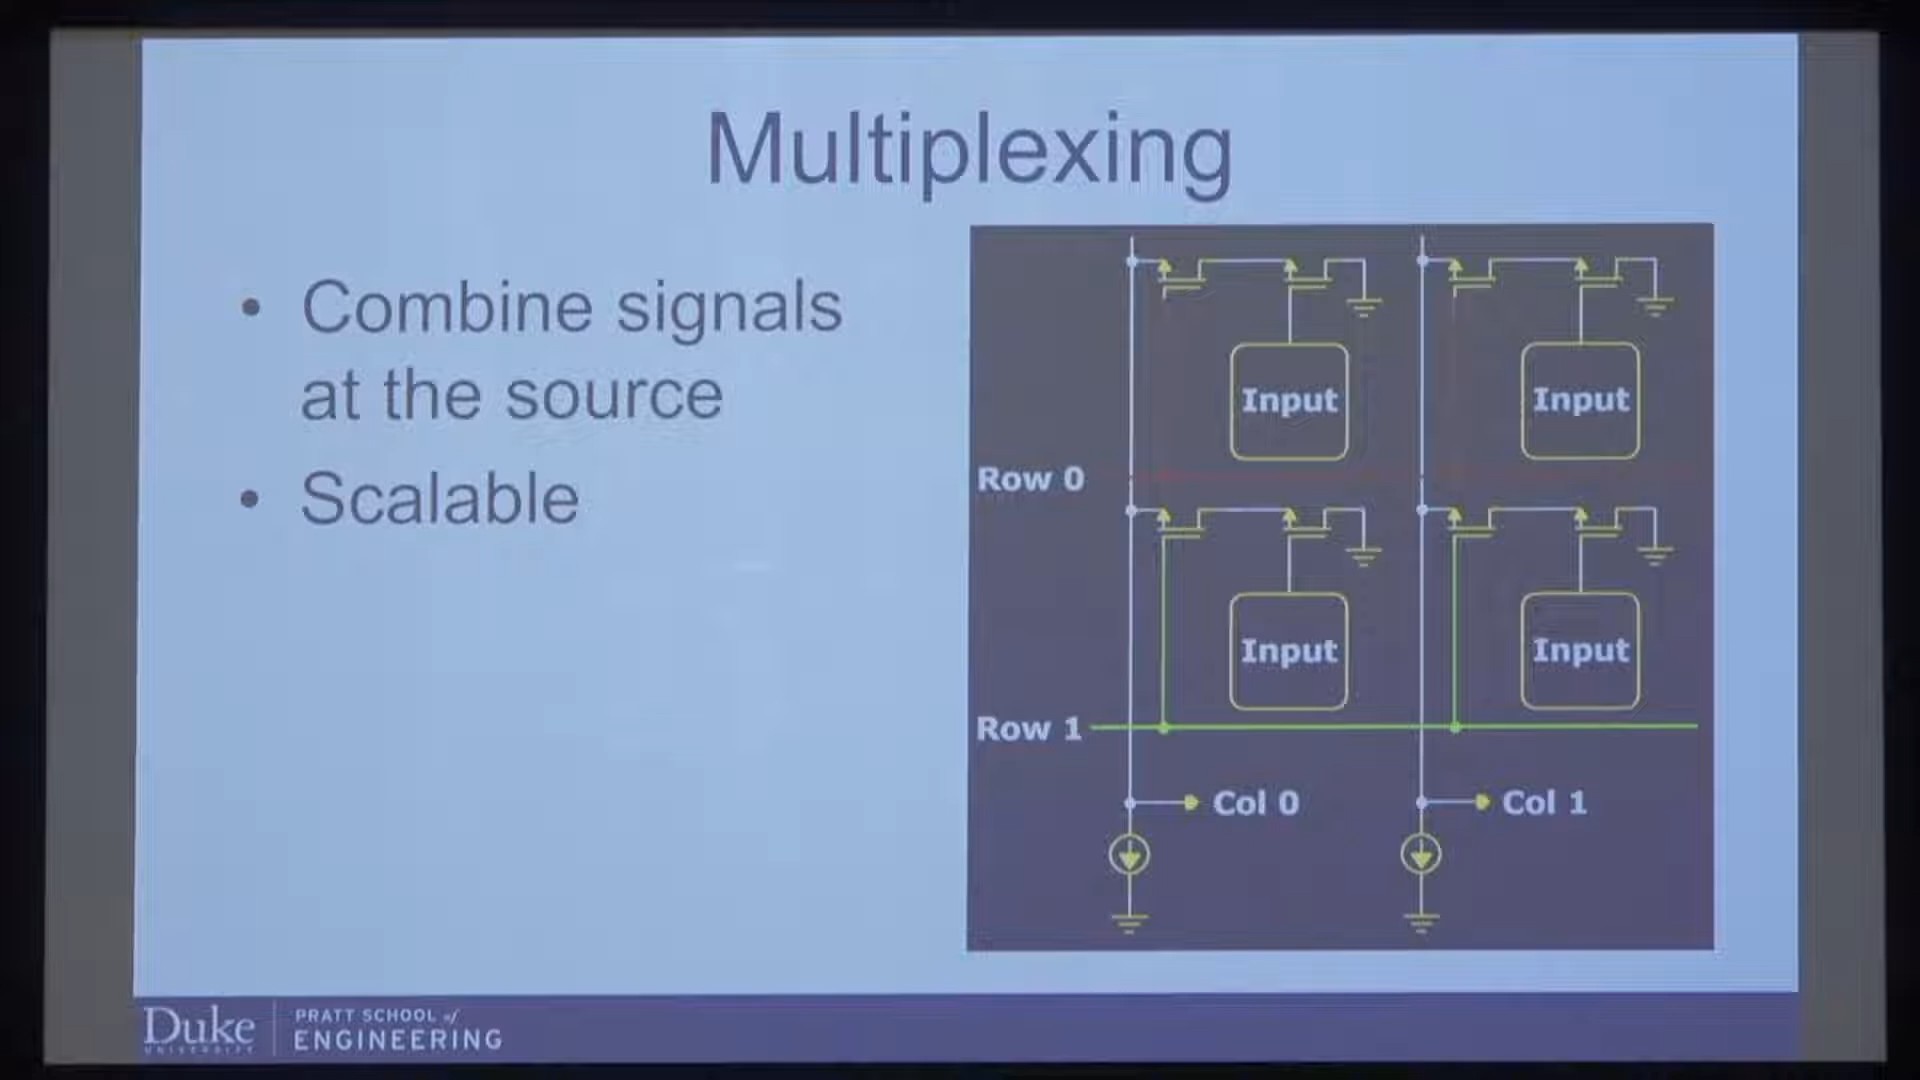 Multiplexing
• Combine signals
at the source
• Scalable
Input Input
Row 0
Input Input
Row 1
Col 0 Col 1
Duke
UNIVERSITY
PRATT SCHOOL of
ENGINEERING